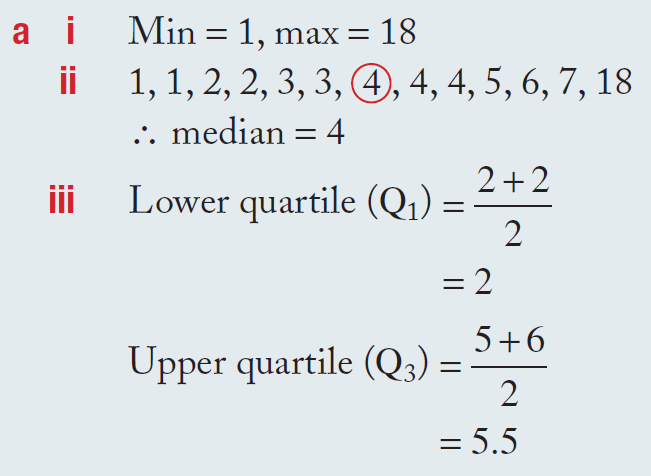 a i Min = 1, max = 18
ii 1, 1, 2, 2, 3, 3, 4, 4, 4, 5, 6, 7, 18
∴ median = 4
iii Lower quartile (Q₁) = (2+2)/2
= 2
Upper quartile (Q₃) = (5+6)/2
= 5.5